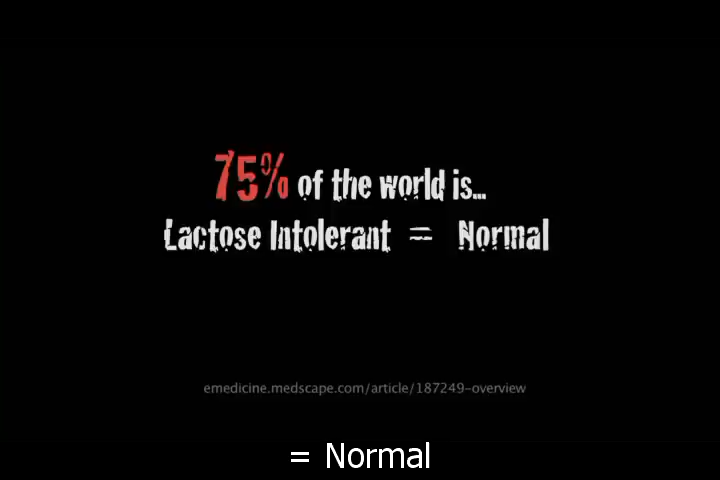 75% of the world is...
Lactose Intolerant = Normal
emedicine.medscape.com/article/187249-overview
= Normal